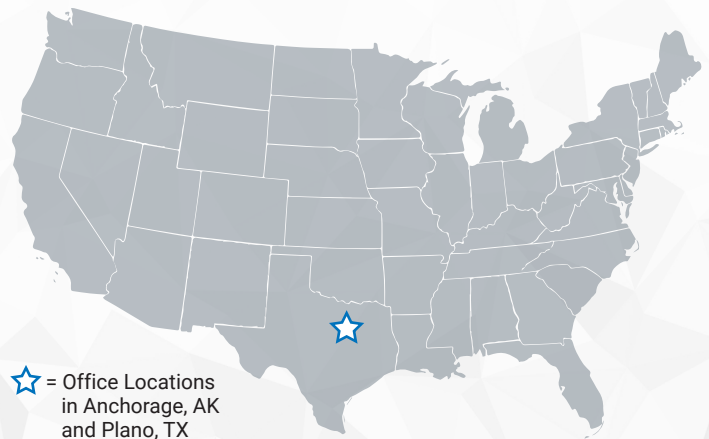 = Office Locations
in Anchorage, AK
and Plano, TX